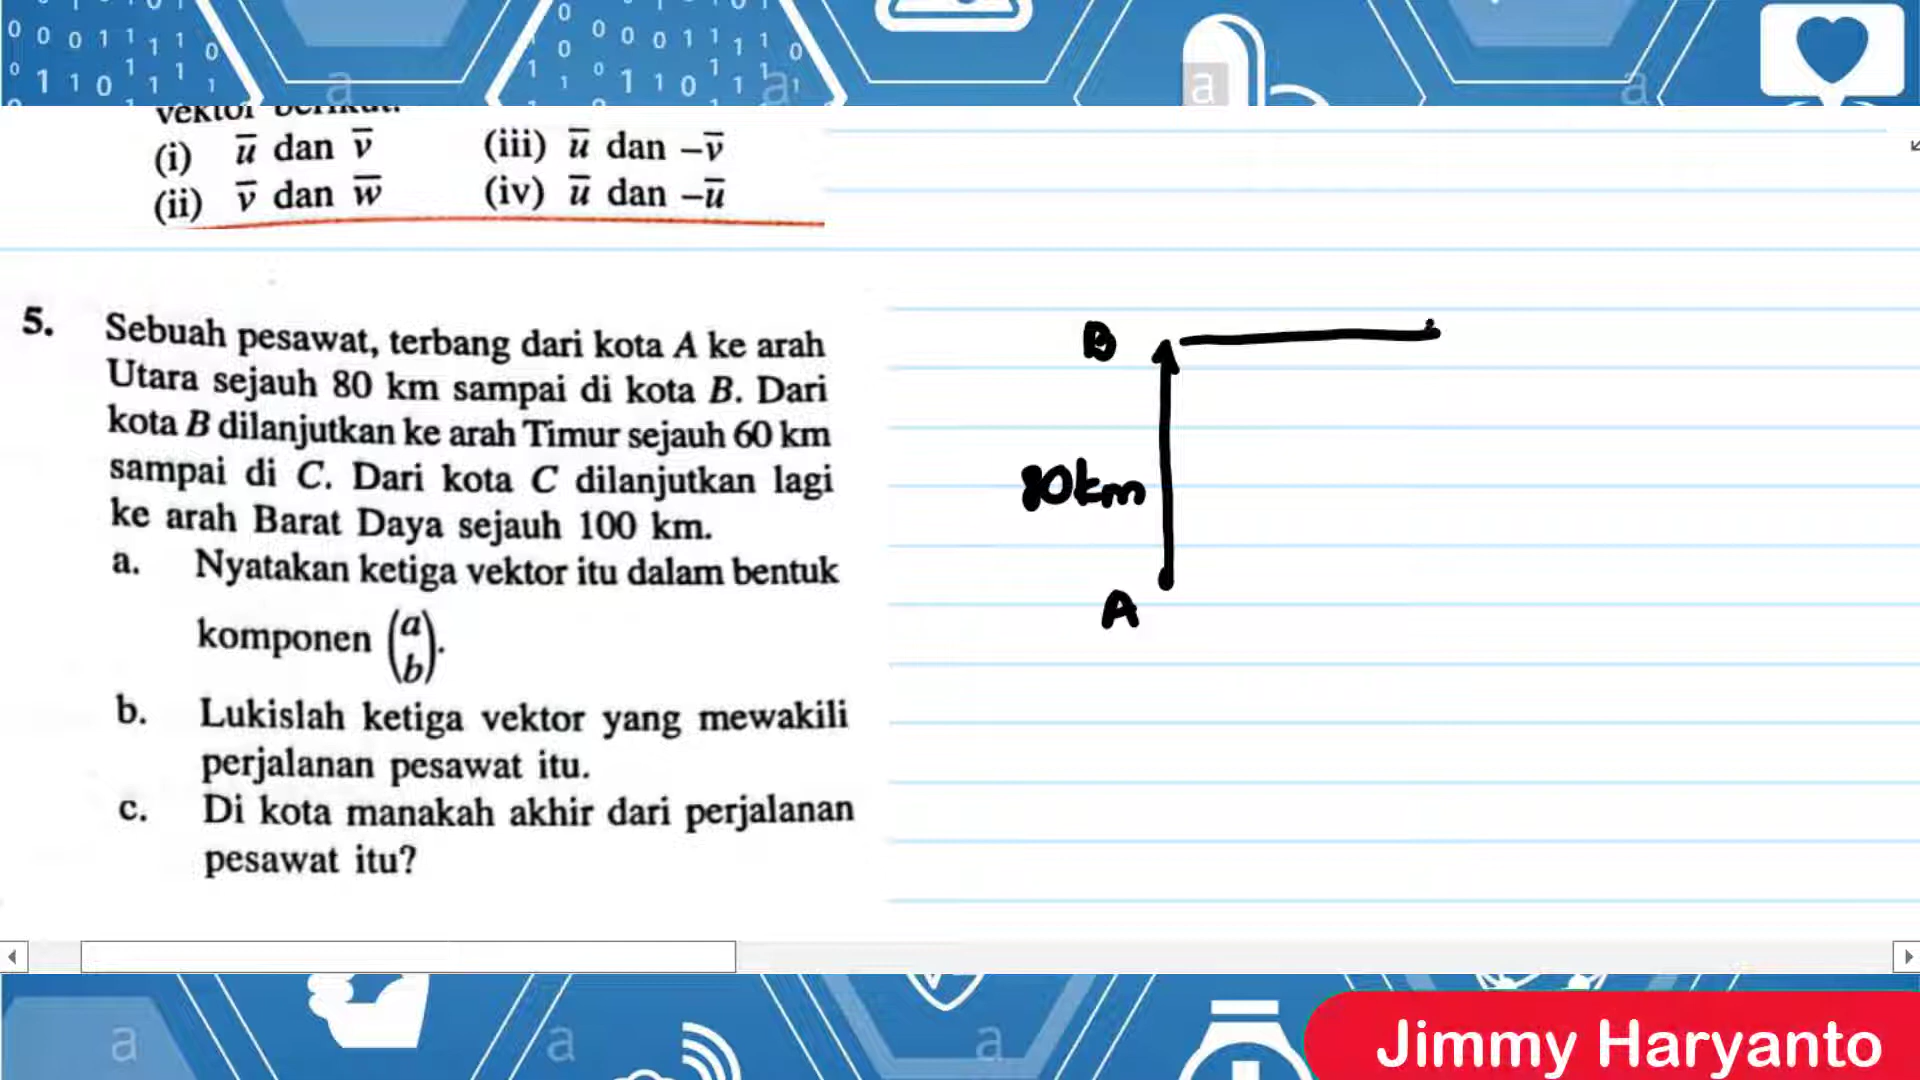 vektor berikut:
(i) u̅ dan v̅ (iii) u̅ dan –v̅
(ii) v̅ dan w̅ (iv) u̅ dan –u̅
5. Sebuah pesawat, terbang dari kota A ke arah
Utara sejauh 80 km sampai di kota B. Dari
kota B dilanjutkan ke arah Timur sejauh 60 km
sampai di C. Dari kota C dilanjutkan lagi
ke arah Barat Daya sejauh 100 km.
a. Nyatakan ketiga vektor itu dalam bentuk
komponen (a b).
b. Lukislah ketiga vektor yang mewakili
perjalanan pesawat itu.
c. Di kota manakah akhir dari perjalanan
pesawat itu?
B
80km
A
Jimmy Haryanto